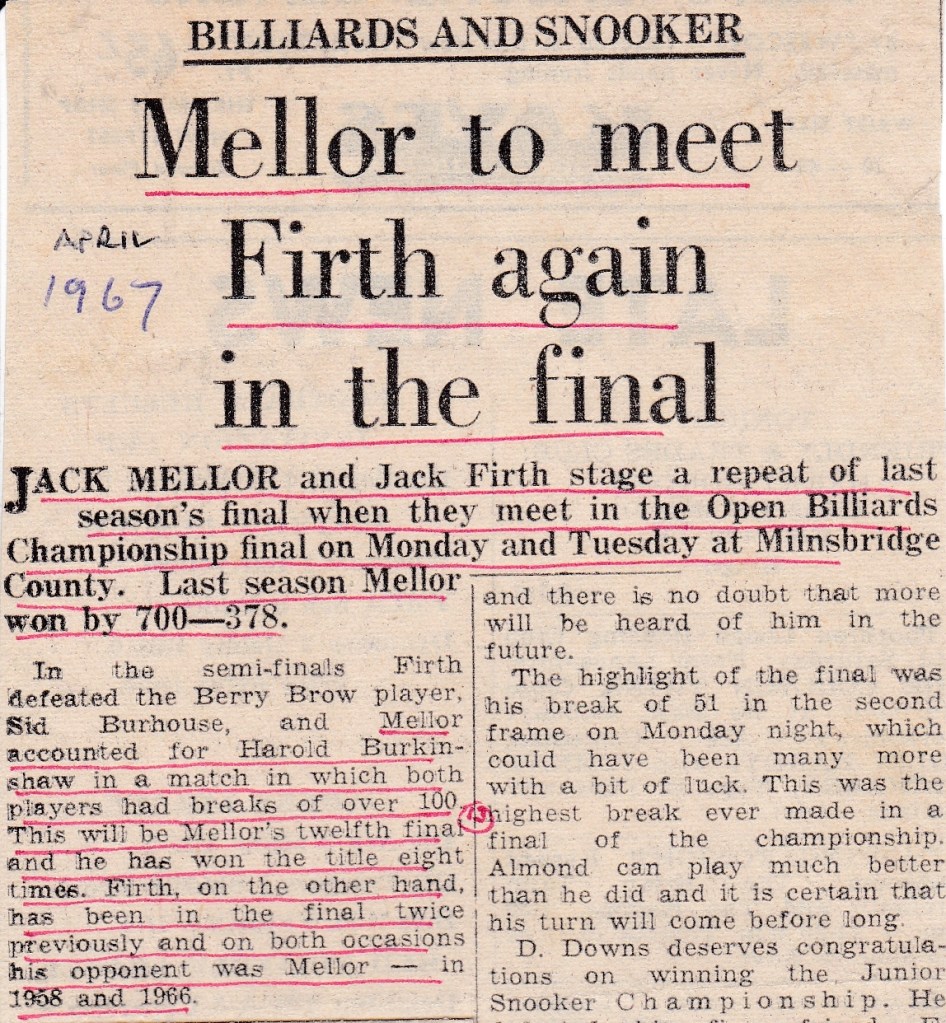 BILLIARDS AND SNOOKER
Mellor to meet
Firth again
in the final
APRIL
1967
JACK MELLOR and Jack Firth stage a repeat of last
season's final when they meet in the Open Billiards
Championship final on Monday and Tuesday at Milnsbridge
County. Last season Mellor
won by 700—378.
In the semi-finals Firth
defeated the Berry Brow player,
Sid Burhouse, and Mellor
accounted for Harold Burkin-
shaw in a match in which both
players had breaks of over 100.
This will be Mellor's twelfth final
and he has won the title eight
times. Firth, on the other hand,
has been in the final twice
previously and on both occasions
his opponent was Mellor — in
1958 and 1966.
and there is no doubt that more
will be heard of him in the
future.
The highlight of the final was
his break of 51 in the second
frame on Monday night, which
could have been many more
with a bit of luck. This was the
highest break ever made in a
final of the championship.
Almond can play much better
than he did and it is certain that
his turn will come before long.
D. Downs deserves congratula-
tions on winning the Junior
Snooker Championship. He